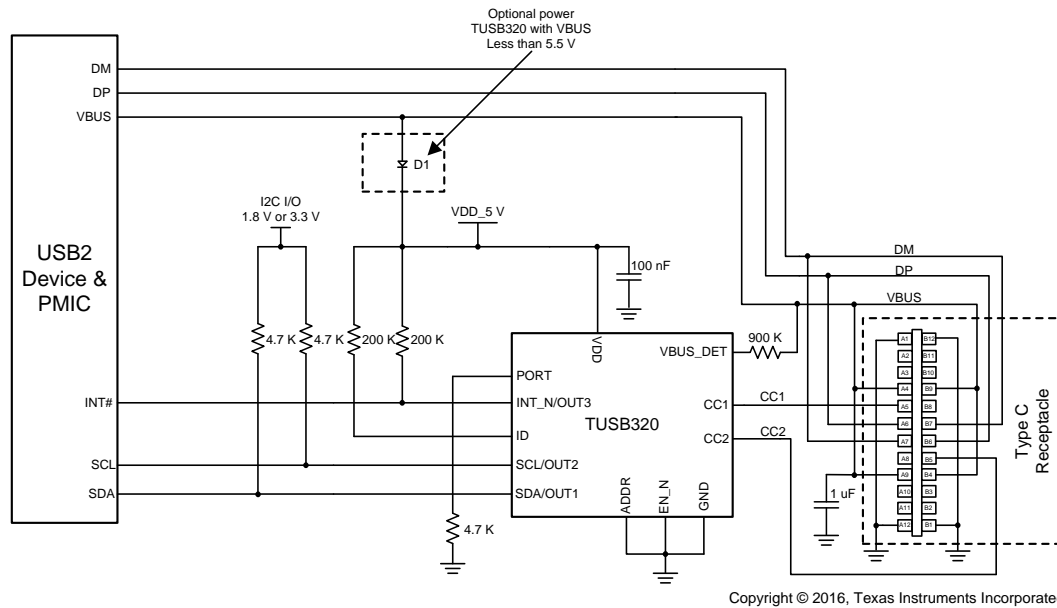 Optional power
TUSB320 with VBUS
Less than 5.5 V
DM
DP
VBUS
D1
I2C I/O
1.8 V or 3.3 V
VDD_5 V
USB2
Device &
PMIC
100 nF
DM
DP
VBUS
4.7 K
4.7 K
200 K
200 K
VDD
VBUS_DET
900 K
PORT
INT#
INT_N/OUT3
TUSB320
CC1
CC1
ID
CC2
CC2
SCL
SCL/OUT2
SDA
SDA/OUT1
ADDR
EN_N
GND
4.7 K
1 uF
A1
B12
A2
B11
A3
B10
A4
B9
A5
B8
A6
B7
A7
B6
A8
B5
A9
B4
A10
B3
A11
B2
A12
B1
Type C
Receptacle
Copyright © 2016, Texas Instruments Incorporate